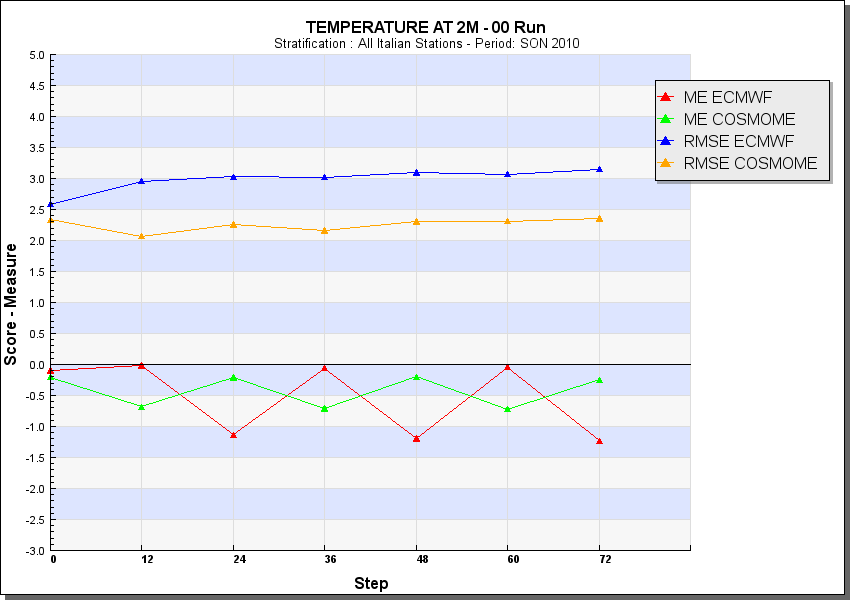 TEMPERATURE AT 2M - 00 Run
Stratification : All Italian Stations - Period: SON 2010
ME ECMWF
ME COSMOME
RMSE ECMWF
RMSE COSMOME
Score - Measure
5.0
4.5
4.0
3.5
3.0
2.5
2.0
1.5
1.0
0.5
0.0
-0.5
-1.0
-1.5
-2.0
-2.5
-3.0
0 12 24 36 48 60 72
Step